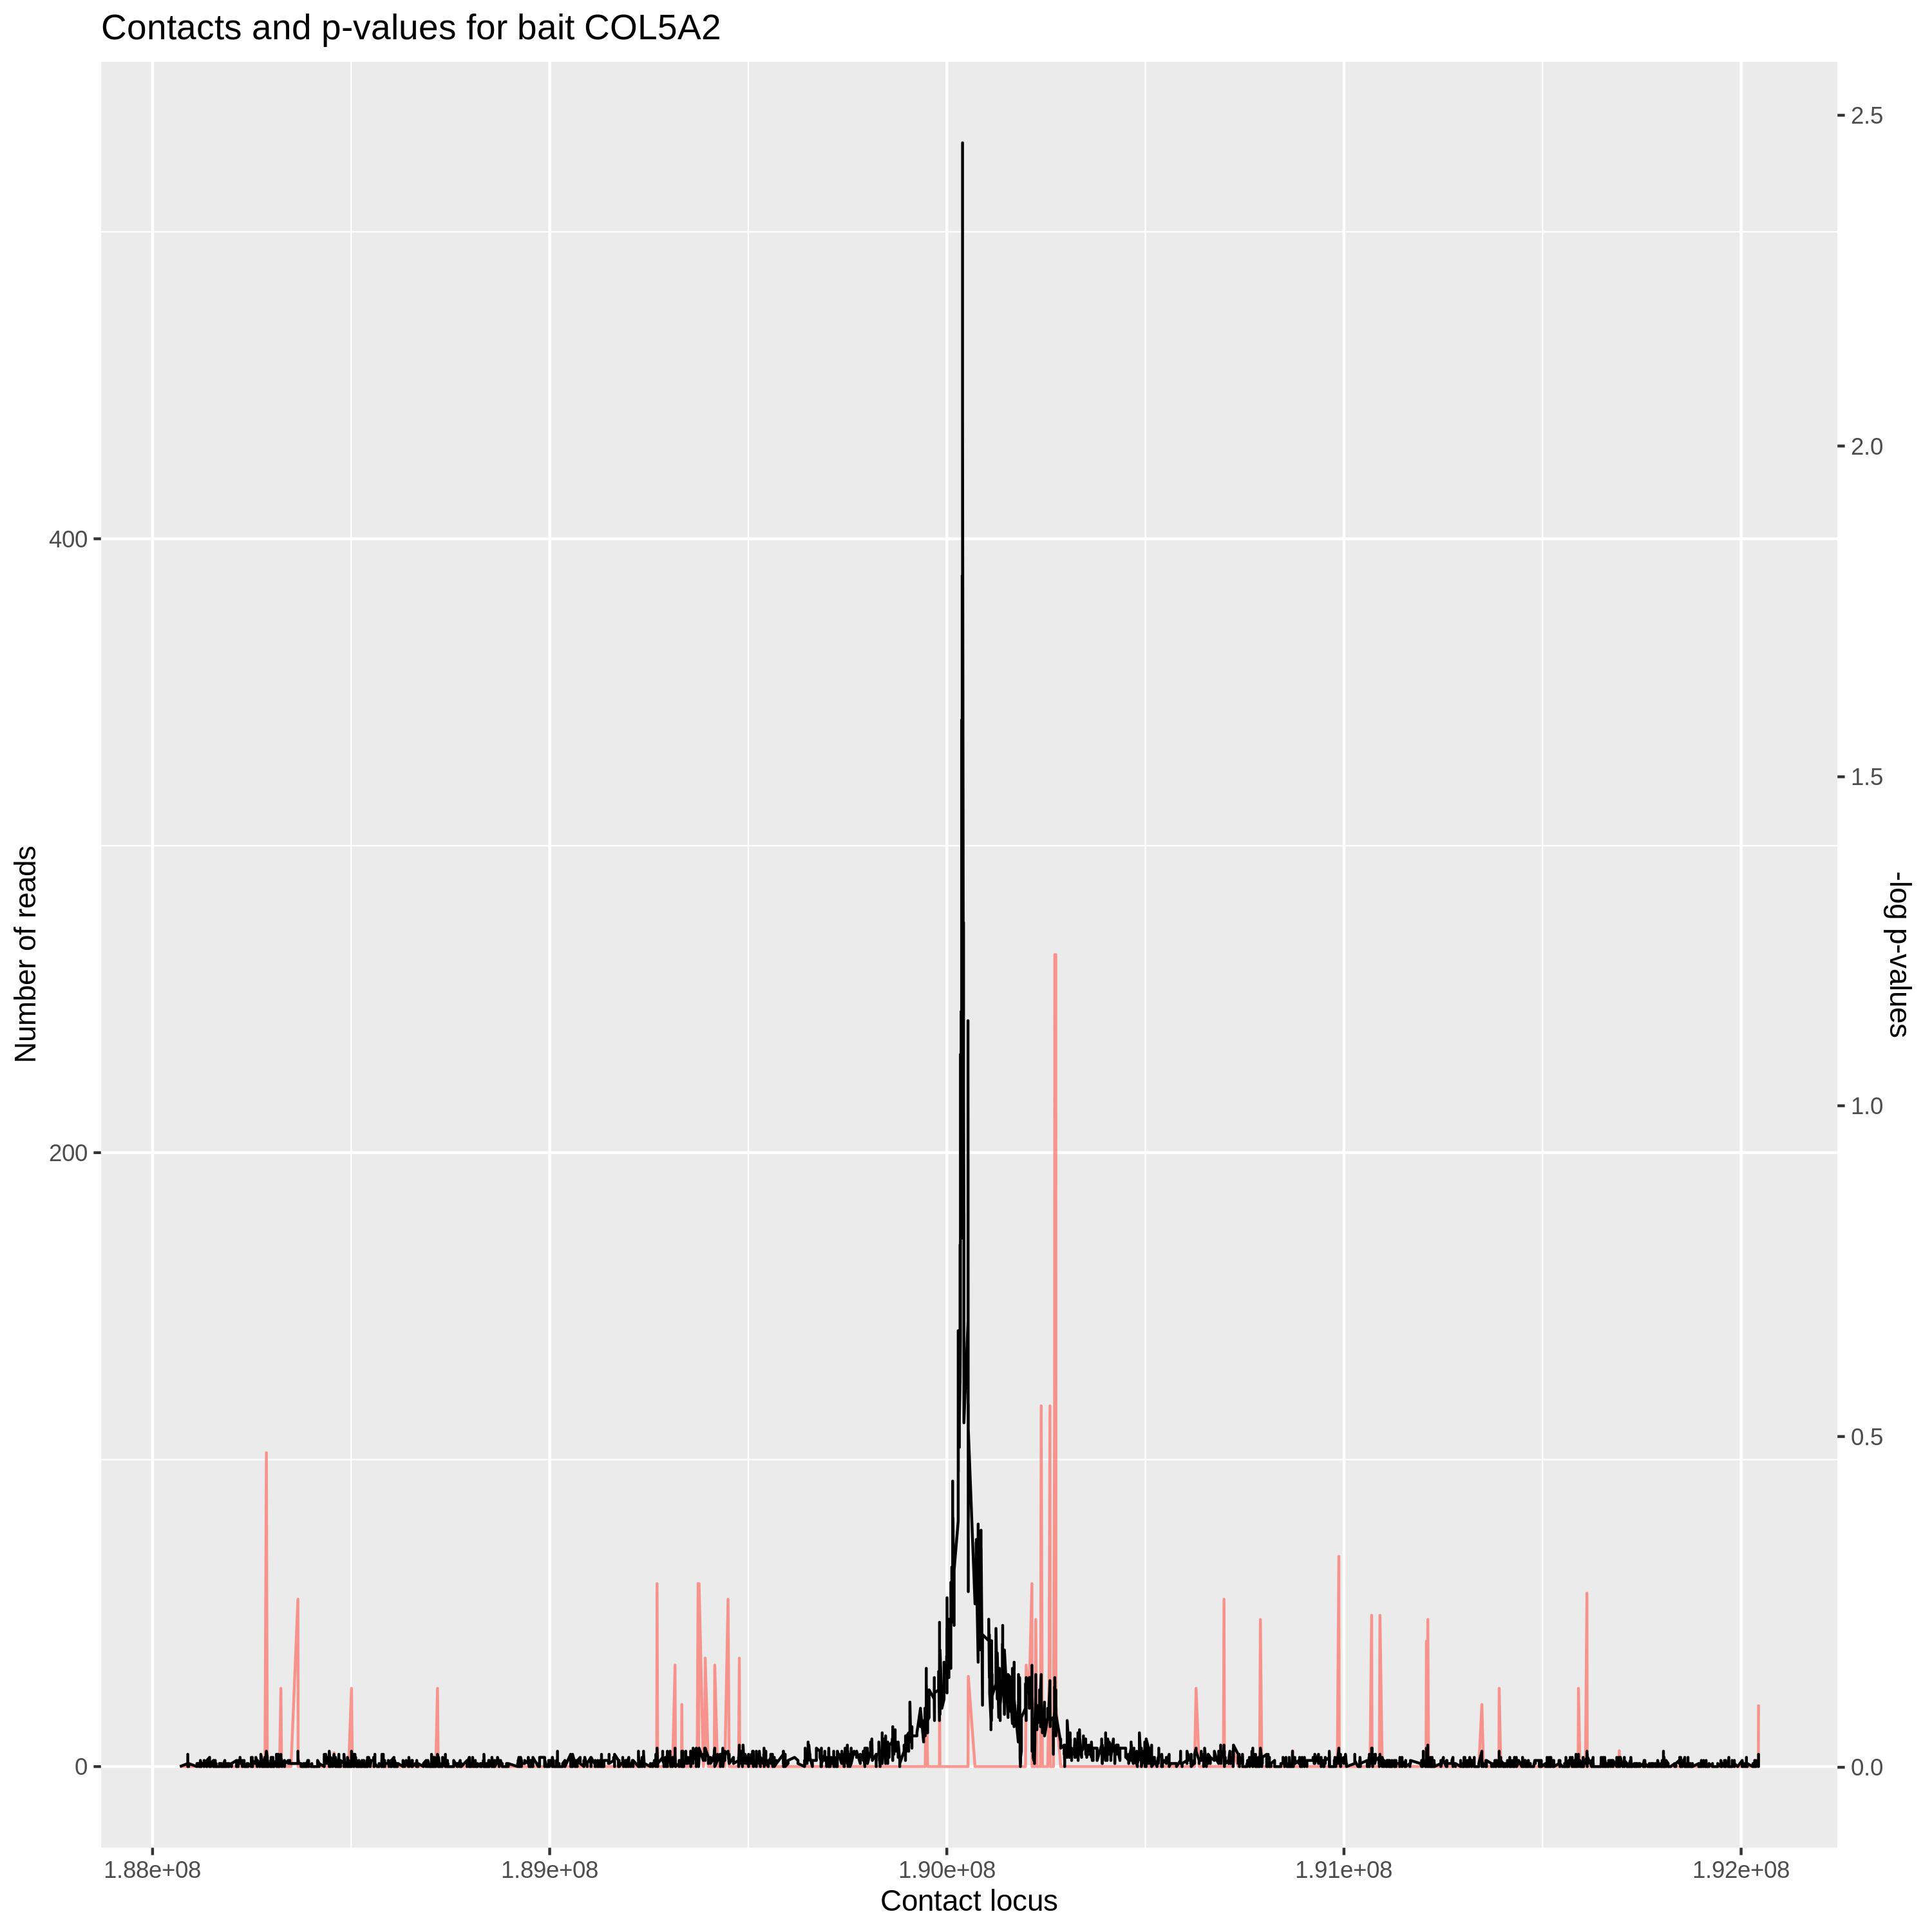 Contacts and p-values for bait COL5A2
Number of reads
400
200
0
2.5
2.0
1.5
1.0
0.5
0.0
-log p-values
1.88e+08
1.89e+08
1.90e+08
1.91e+08
1.92e+08
Contact locus